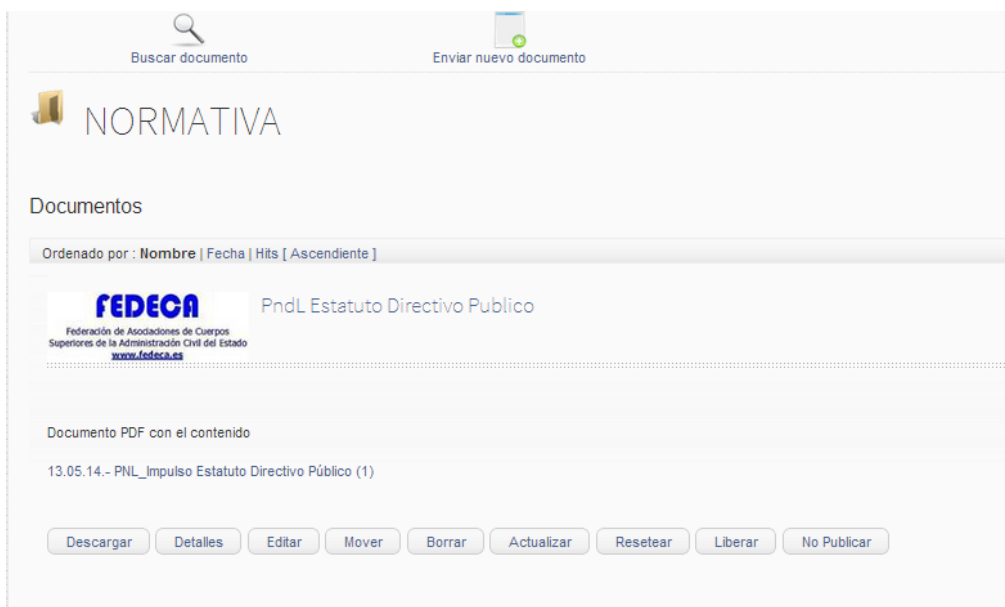 Buscar documento
Enviar nuevo documento
NORMATIVA
Documentos
Ordenado por : Nombre | Fecha | Hits [ Ascendiente ]
FEDECA
Federación de Asociaciones de Cuerpos
Superiores de la Administración Civil del Estado
www.fedeca.es
PndL Estatuto Directivo Publico
Documento PDF con el contenido
13.05.14.- PNL_Impulso Estatuto Directivo Público (1)
Descargar Detalles Editar Mover Borrar Actualizar Resetear Liberar No Publicar